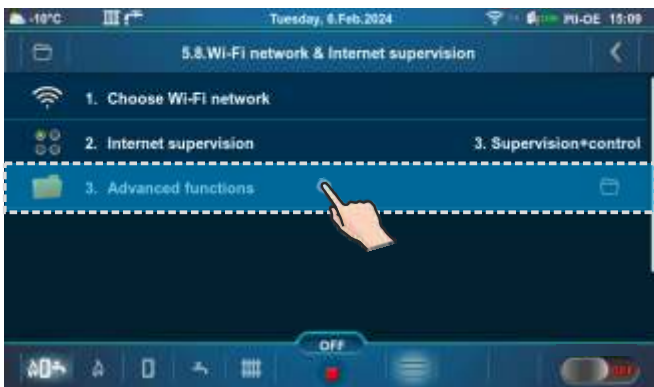 -10°C Tuesday, 6.Feb.2024 PI-OE 15:09
5.8.Wi-Fi network & Internet supervision
1. Choose Wi-Fi network
2. Internet supervision 3. Supervision+control
3. Advanced functions
OFF
OFF